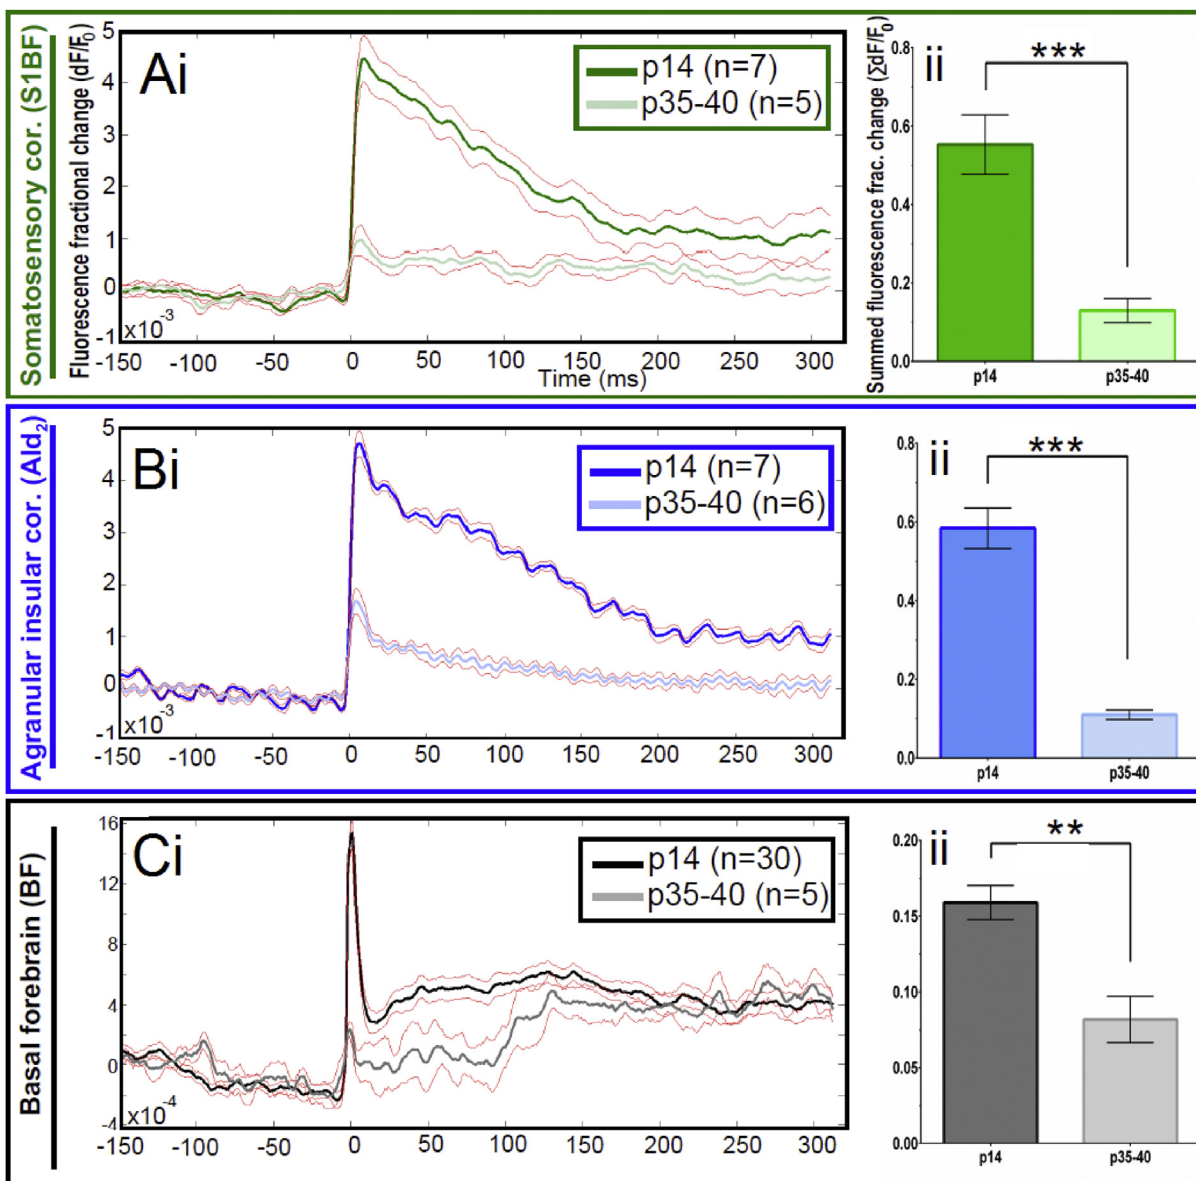 Somatosensory cor. (S1BF)
Fluorescence fractional change (dF/F0)
5
4
3
2
1
0
-1
x10-3
Ai
p14 (n=7)
p35-40 (n=5)
-150 -100 -50 0 50 100 150 200 250 300
Time (ms)
Summed fluorescence frac. change (∑dF/F0)
ii
***
0.8
0.6
0.4
0.2
0.0
p14 p35-40
Agranular insular cor. (AId2)
5
4
3
2
1
0
-1
x10-3
Bi
p14 (n=7)
p35-40 (n=6)
-150 -100 -50 0 50 100 150 200 250 300
ii
***
0.8
0.6
0.4
0.2
0.0
p14 p35-40
Basal forebrain (BF)
16
12
8
4
0
-4
x10-4
Ci
p14 (n=30)
p35-40 (n=5)
-150 -100 -50 0 50 100 150 200 250 300
ii
**
0.20
0.15
0.10
0.05
0.00
p14 p35-40